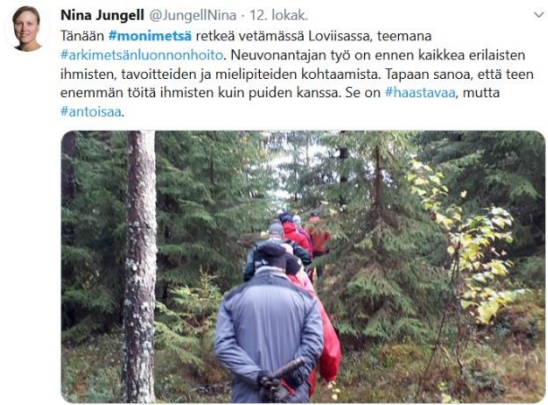 Nina Jungell @JungellNina · 12. lokak.
Tänään #monimetsä retkeä vetämässä Loviisassa, teemana
#arkimetsänluonnonhoito. Neuvonantajan työ on ennen kaikkea erilaisten
ihmisten, tavoitteiden ja mielipiteiden kohtaamista. Tapaan sanoa, että teen
enemmän töitä ihmisten kuin puiden kanssa. Se on #haastavaa, mutta
#antoisaa.